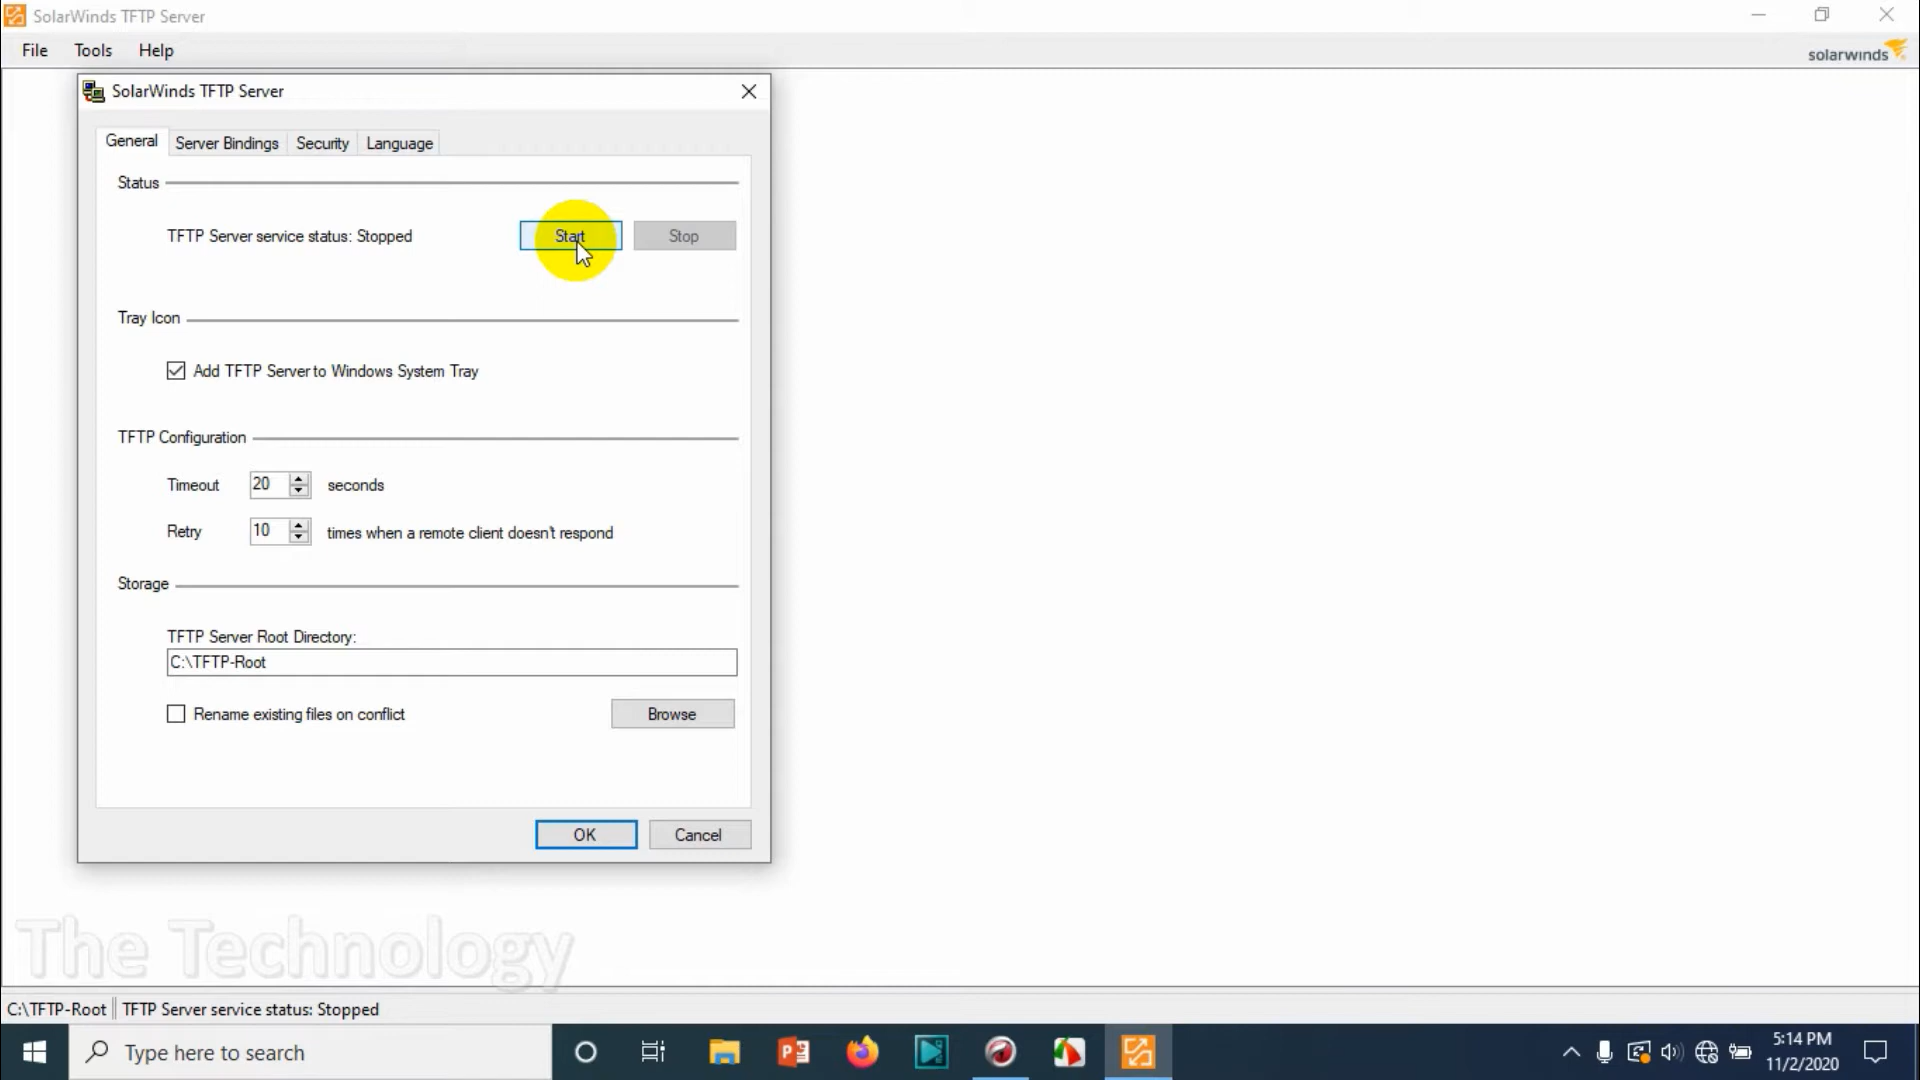 SolarWinds TFTP Server
File Tools Help
solarwinds
SolarWinds TFTP Server
General Server Bindings Security Language
Status
TFTP Server service status: Stopped Start Stop
Tray Icon
Add TFTP Server to Windows System Tray
TFTP Configuration
Timeout 20 seconds
Retry 10 times when a remote client doesn't respond
Storage
TFTP Server Root Directory:
C:\TFTP-Root
Rename existing files on conflict Browse
OK Cancel
The Technology
C:\TFTP-Root TFTP Server service status: Stopped
Type here to search
5:14 PM
11/2/2020